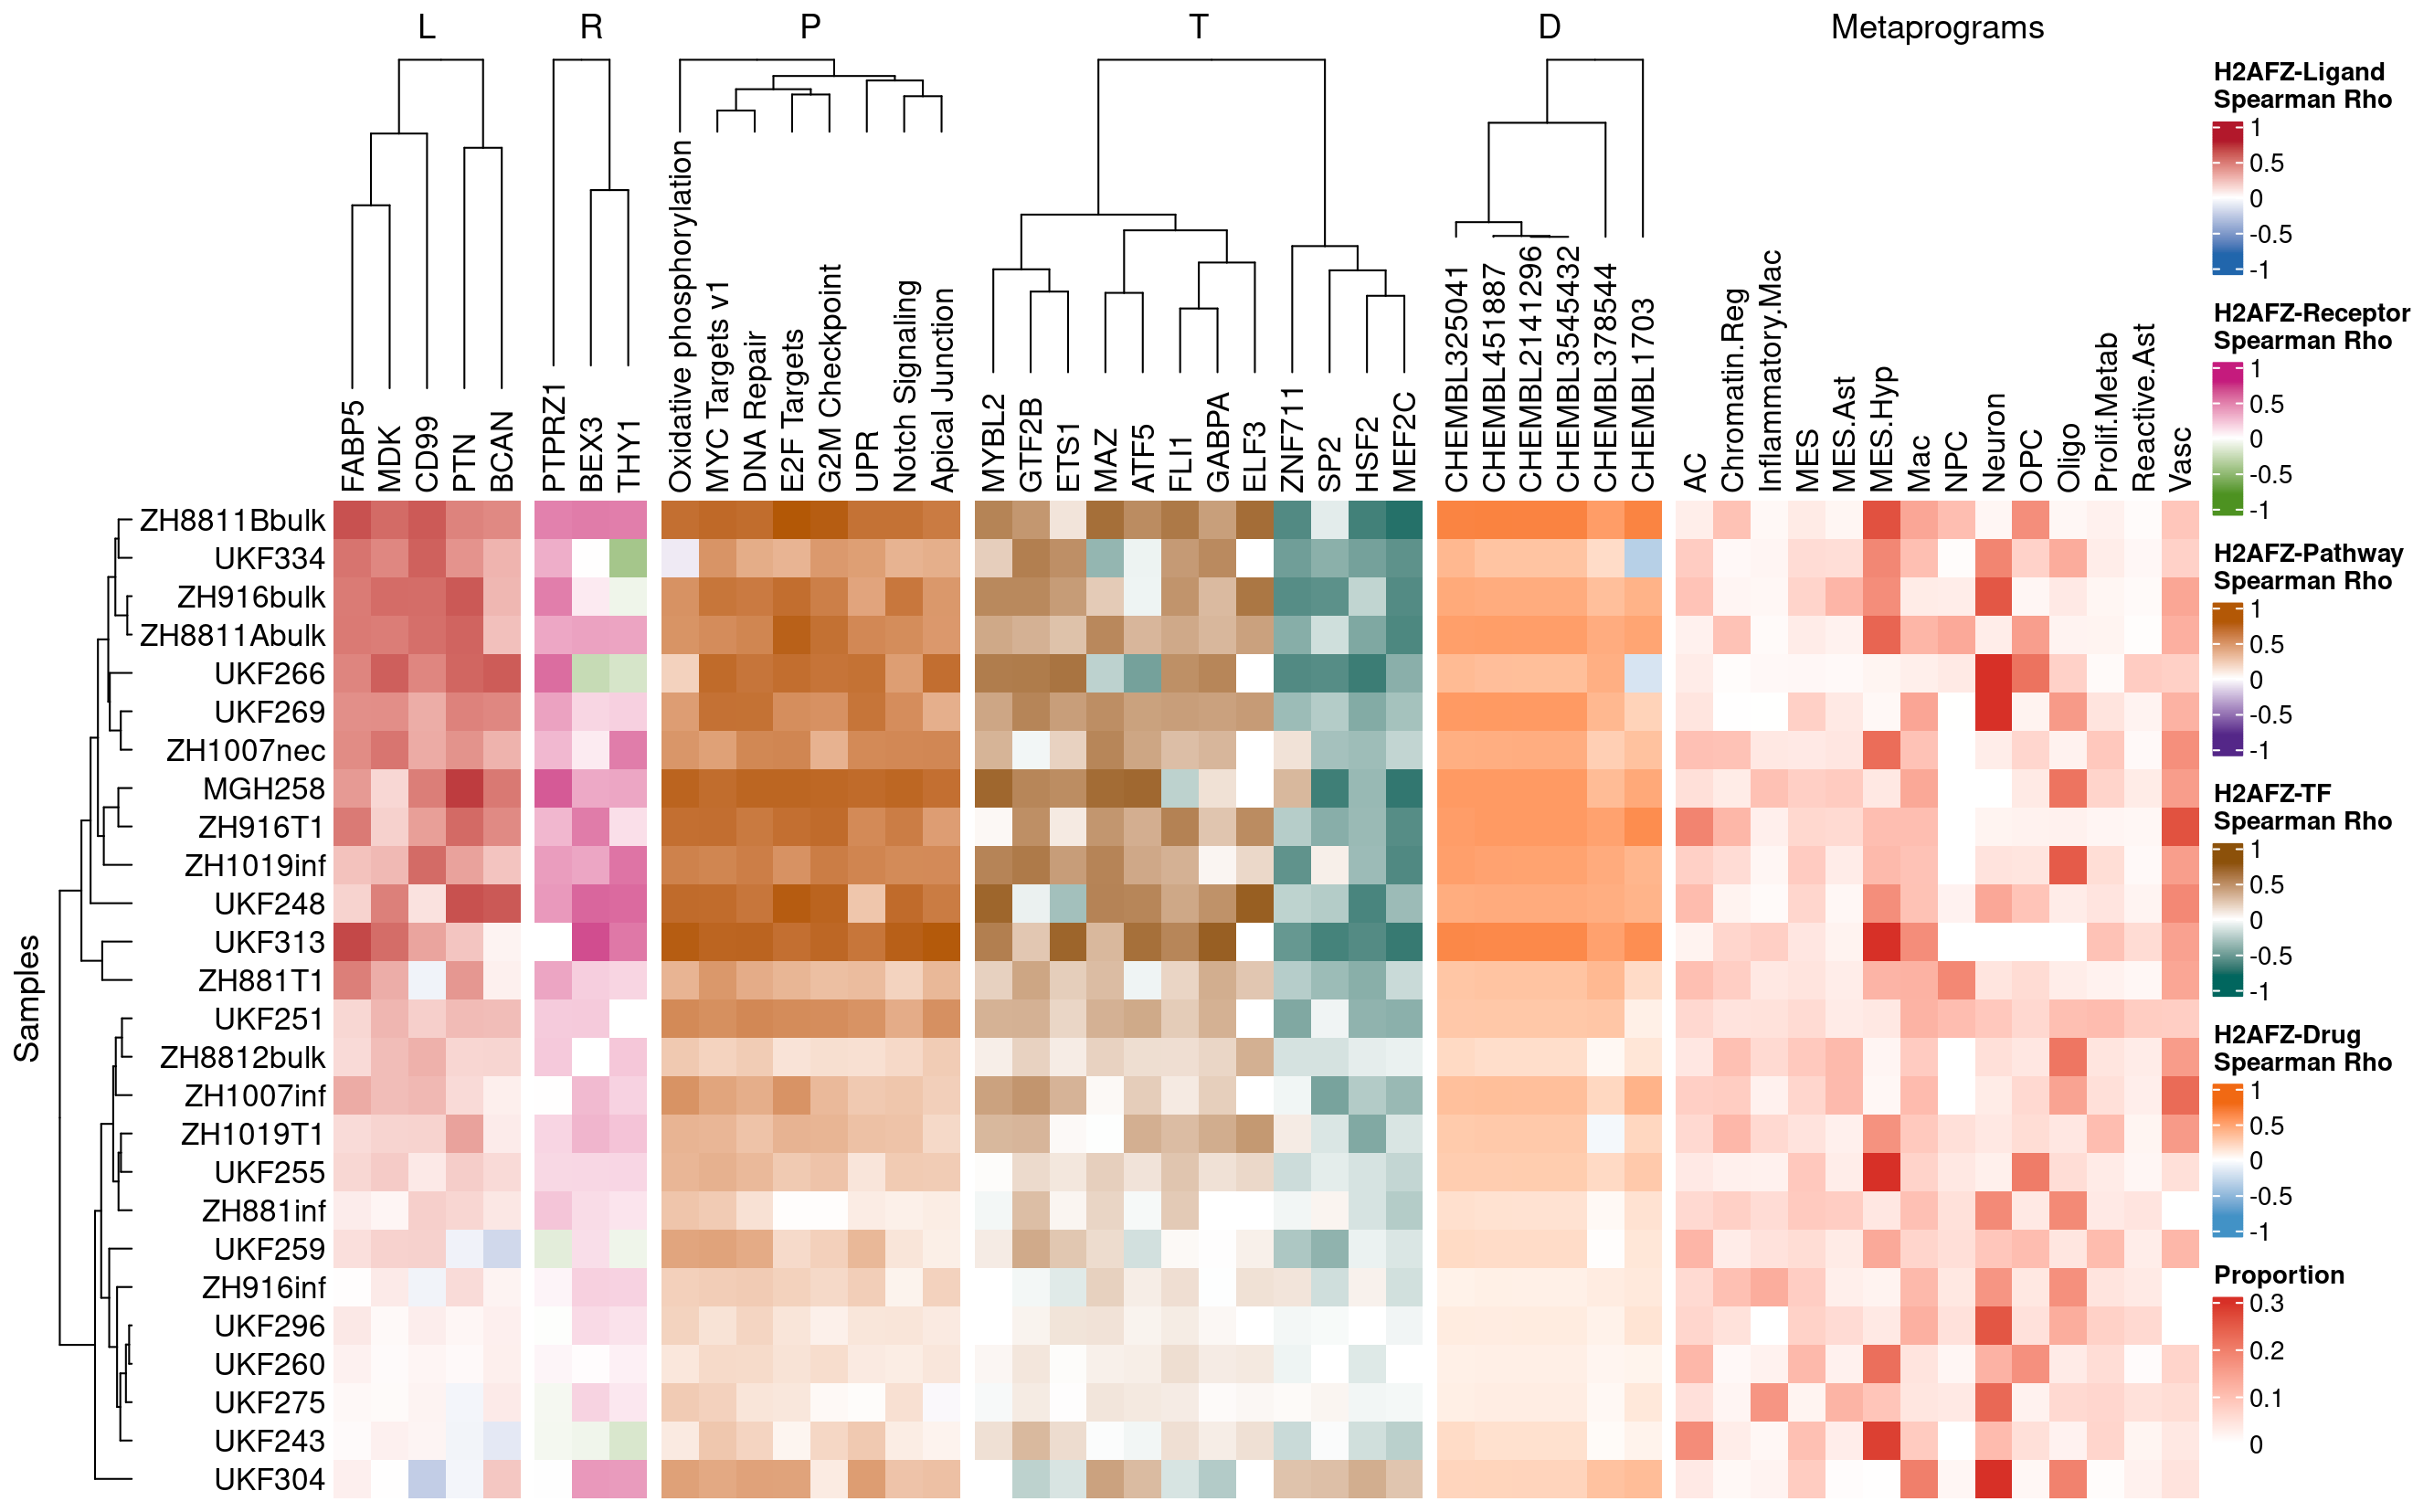 L R P T D Metaprograms
Oxidative phosphorylation
MYC Targets v1
DNA Repair
E2F Targets
G2M Checkpoint
UPR
Notch Signaling
Apical Junction
FABP5
MDK
CD99
PTN
BCAN
PTPRZ1
BEX3
THY1
MYBL2
GTF2B
ETS1
MAZ
ATF5
FLI1
GABPA
ELF3
ZNF711
SP2
HSF2
MEF2C
CHEMBL325041
CHEMBL451887
CHEMBL2141296
CHEMBL3545432
CHEMBL378544
CHEMBL1703
AC
Chromatin.Reg
Inflammatory.Mac
MES
MES.Ast
MES.Hyp
Mac
NPC
Neuron
OPC
Oligo
Prolif.Metab
Reactive.Ast
Vasc
Samples
ZH8811Bbulk
UKF334
ZH916bulk
ZH8811Abulk
UKF266
UKF269
ZH1007nec
MGH258
ZH916T1
ZH1019inf
UKF248
UKF313
ZH881T1
UKF251
ZH8812bulk
ZH1007inf
ZH1019T1
UKF255
ZH881inf
UKF259
ZH916inf
UKF296
UKF260
UKF275
UKF243
UKF304
H2AFZ-Ligand
Spearman Rho
1
0.5
0
-0.5
-1
H2AFZ-Receptor
Spearman Rho
1
0.5
0
-0.5
-1
H2AFZ-Pathway
Spearman Rho
1
0.5
0
-0.5
-1
H2AFZ-TF
Spearman Rho
1
0.5
0
-0.5
-1
H2AFZ-Drug
Spearman Rho
1
0.5
0
-0.5
-1
Proportion
0.3
0.2
0.1
0